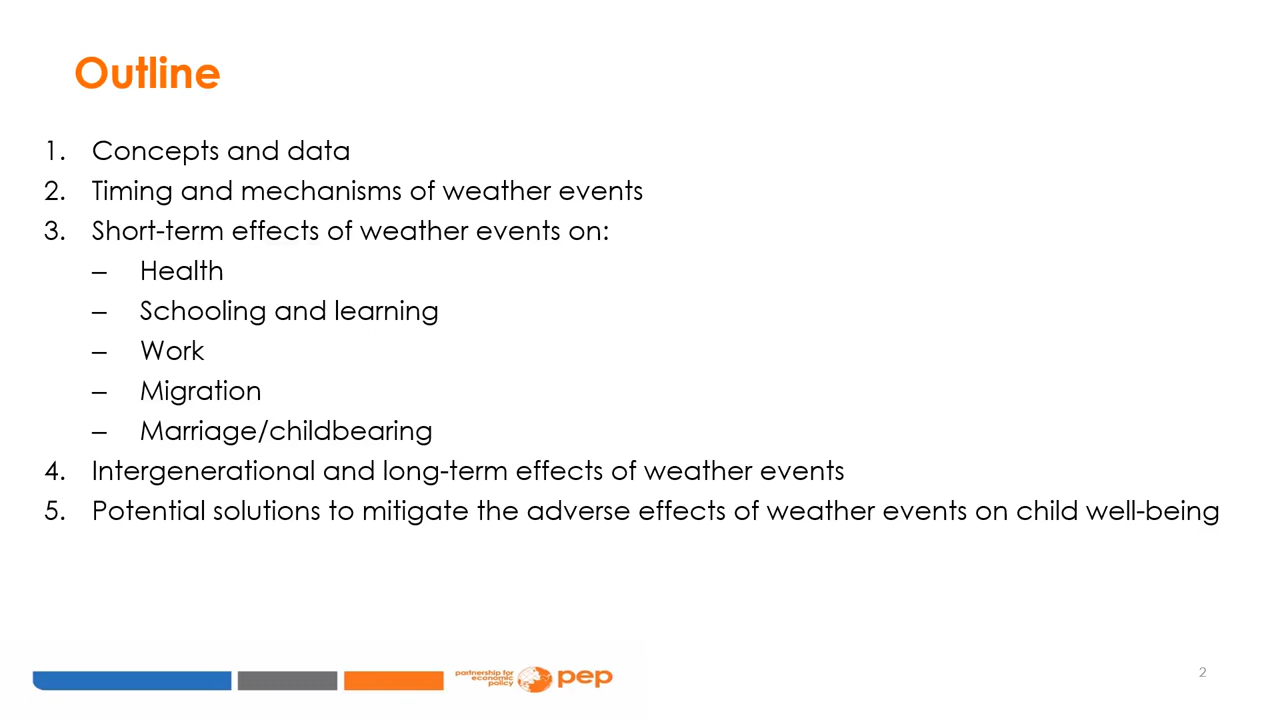 Outline
1. Concepts and data
2. Timing and mechanisms of weather events
3. Short-term effects of weather events on:
– Health
– Schooling and learning
– Work
– Migration
– Marriage/childbearing
4. Intergenerational and long-term effects of weather events
5. Potential solutions to mitigate the adverse effects of weather events on child well-being
partnership for
economic
policy
pep
2